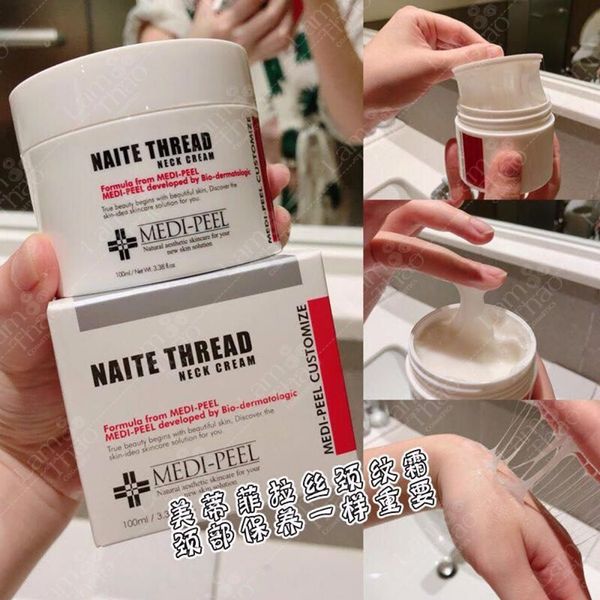 NAITE THREAD
NECK CREAM
Formula from MEDI-PEEL
MEDI-PEEL developed by Bio-dermatologic
True beauty begins with beautiful skin, Discover the
skin-idea skincare solution for you.
MEDI-PEEL
Natural aesthetic skincare for your
new skin solution.
100ml / Net Wt. 3.38 fl.oz
MEDI-PEEL CUSTOMIZE
NAITE THREAD
NECK CREAM
Formula from MEDI-PEEL
MEDI-PEEL developed by Bio-dermatologic
True beauty begins with beautiful skin, Discover the
skin-idea skincare solution for you.
MEDI-PEEL
Natural aesthetic skincare for your
new skin solution.
100ml / 3.3
MEDI-PEEL CUSTOMIZE
美蒂菲拉丝颈纹霜
颈部保养一样重要
Lam
Thao